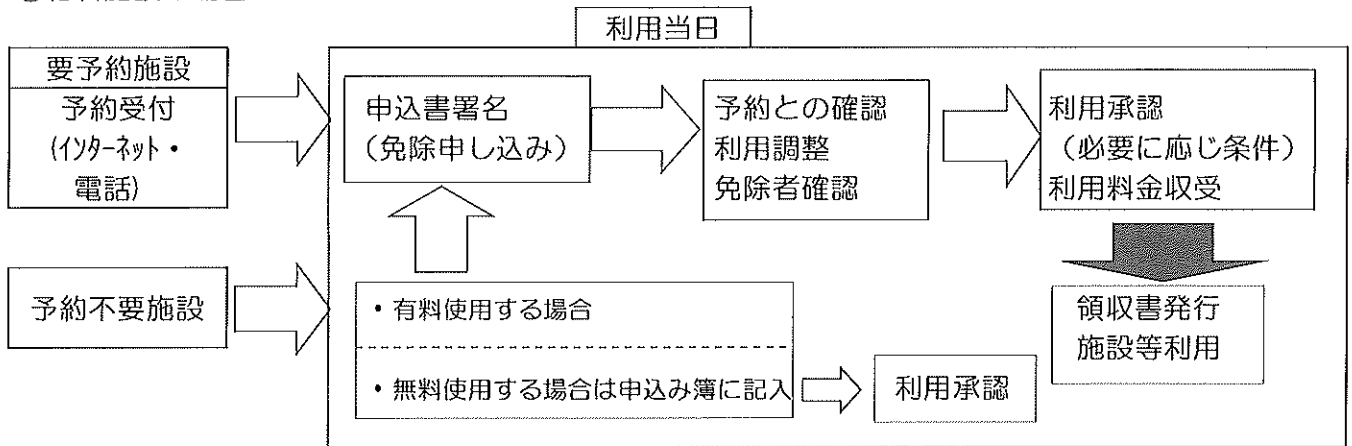 利用当日
要予約施設
予約受付
(インターネット・
電話)
申込書署名
(免除申し込み)
予約との確認
利用調整
免除者確認
利用承認
(必要に応じ条件)
利用料金収受
予約不要施設
・有料使用する場合
・無料使用する場合は申込み簿に記入
利用承認
領収書発行
施設等利用